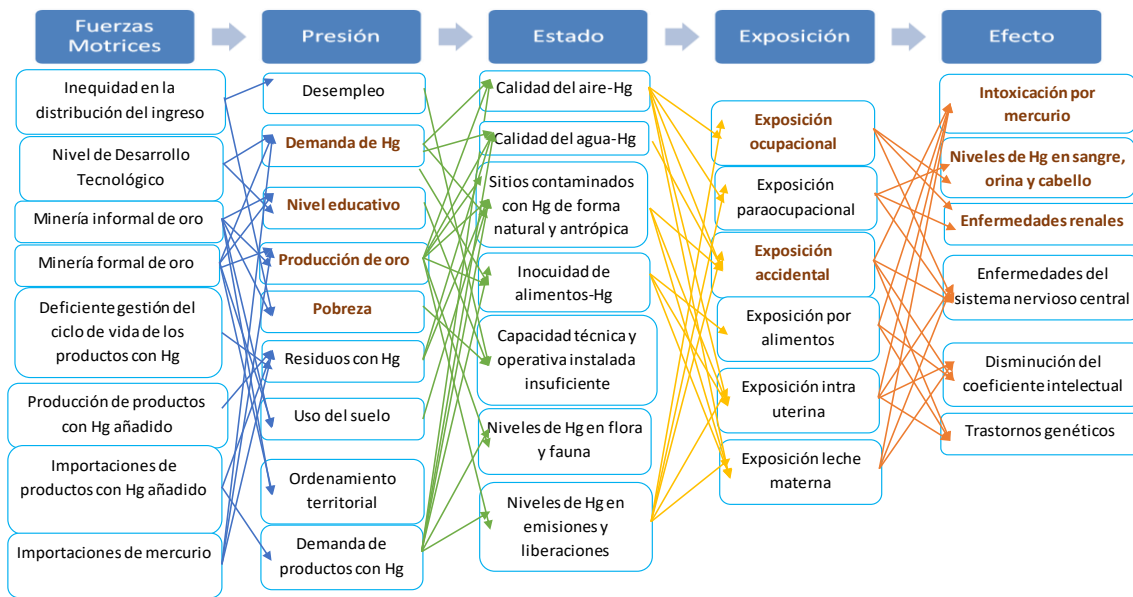 Fuerzas
Motrices
Presión
Estado
Exposición
Efecto
Inequidad en la
distribución del ingreso
Nivel de Desarrollo
Tecnológico
Minería informal de oro
Minería formal de oro
Deficiente gestión del
ciclo de vida de los
productos con Hg
Producción de productos
con Hg añadido
Importaciones de
productos con Hg añadido
Importaciones de mercurio
Desempleo
Demanda de Hg
Nivel educativo
Producción de oro
Pobreza
Residuos con Hg
Uso del suelo
Ordenamiento
territorial
Demanda de
productos con Hg
Calidad del aire-Hg
Calidad del agua-Hg
Sitios contaminados
con Hg de forma
natural y antrópica
Inocuidad de
alimentos-Hg
Capacidad técnica y
operativa instalada
insuficiente
Niveles de Hg en flora
y fauna
Niveles de Hg en
emisiones y
liberaciones
Exposición
ocupacional
Exposición
paraocupacional
Exposición
accidental
Exposición por
alimentos
Exposición intra
uterina
Exposición leche
materna
Intoxicación por
mercurio
Niveles de Hg en sangre,
orina y cabello
Enfermedades renales
Enfermedades del
sistema nervioso central
Disminución del
coeficiente intelectual
Trastornos genéticos